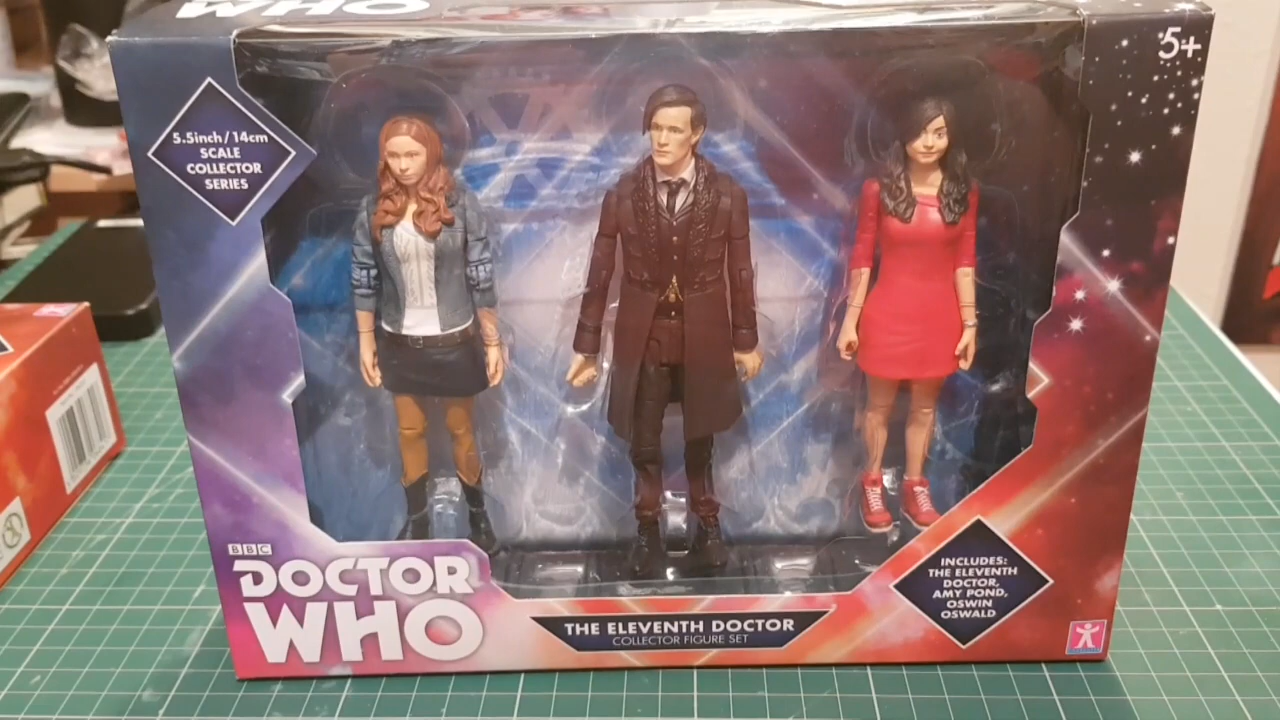 WHO
5+
5.5inch/14cm
SCALE
COLLECTOR
SERIES
BBC
DOCTOR
WHO
THE ELEVENTH DOCTOR
COLLECTOR FIGURE SET
INCLUDES:
THE ELEVENTH
DOCTOR,
AMY POND,
OSWIN
OSWALD